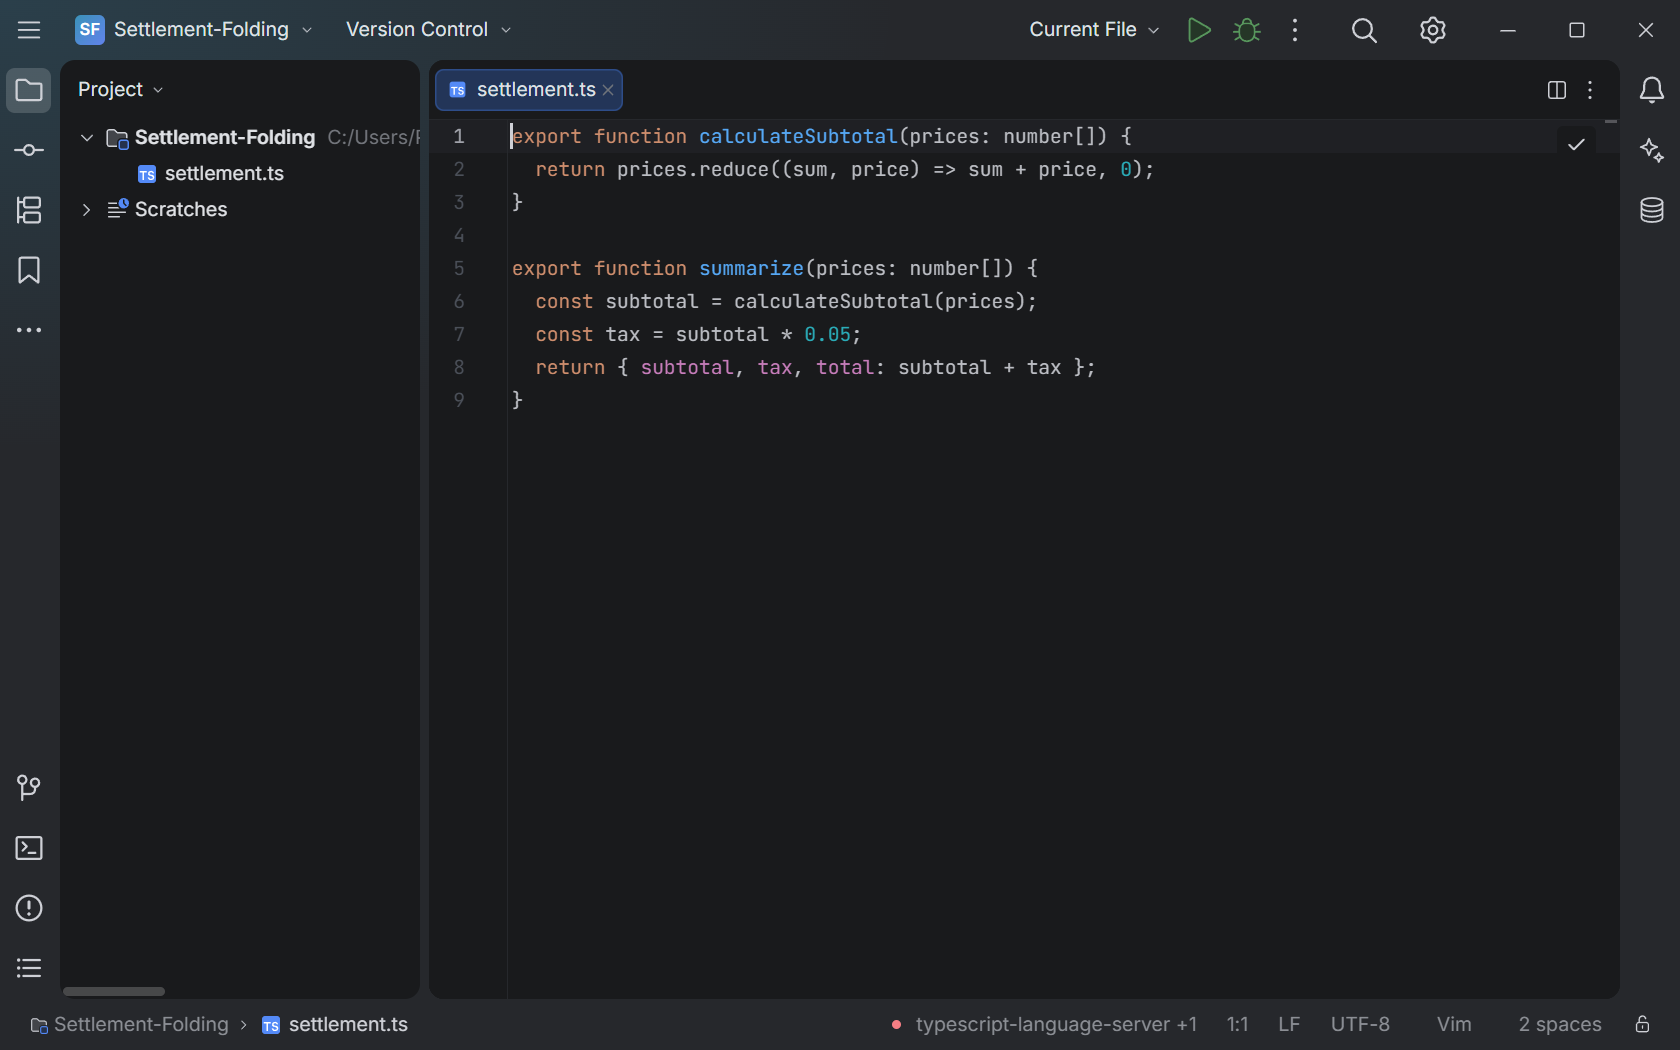 SF Settlement-Folding Version Control Current File
Project
settlement.ts
Settlement-Folding C:/Users/
settlement.ts
Scratches
1 export function calculateSubtotal(prices: number[]) {
2   return prices.reduce((sum, price) => sum + price, 0);
3 }
4
5 export function summarize(prices: number[]) {
6   const subtotal = calculateSubtotal(prices);
7   const tax = subtotal * 0.05;
8   return { subtotal, tax, total: subtotal + tax };
9 }
Settlement-Folding › settlement.ts typescript-language-server +1 1:1 LF UTF-8 Vim 2 spaces